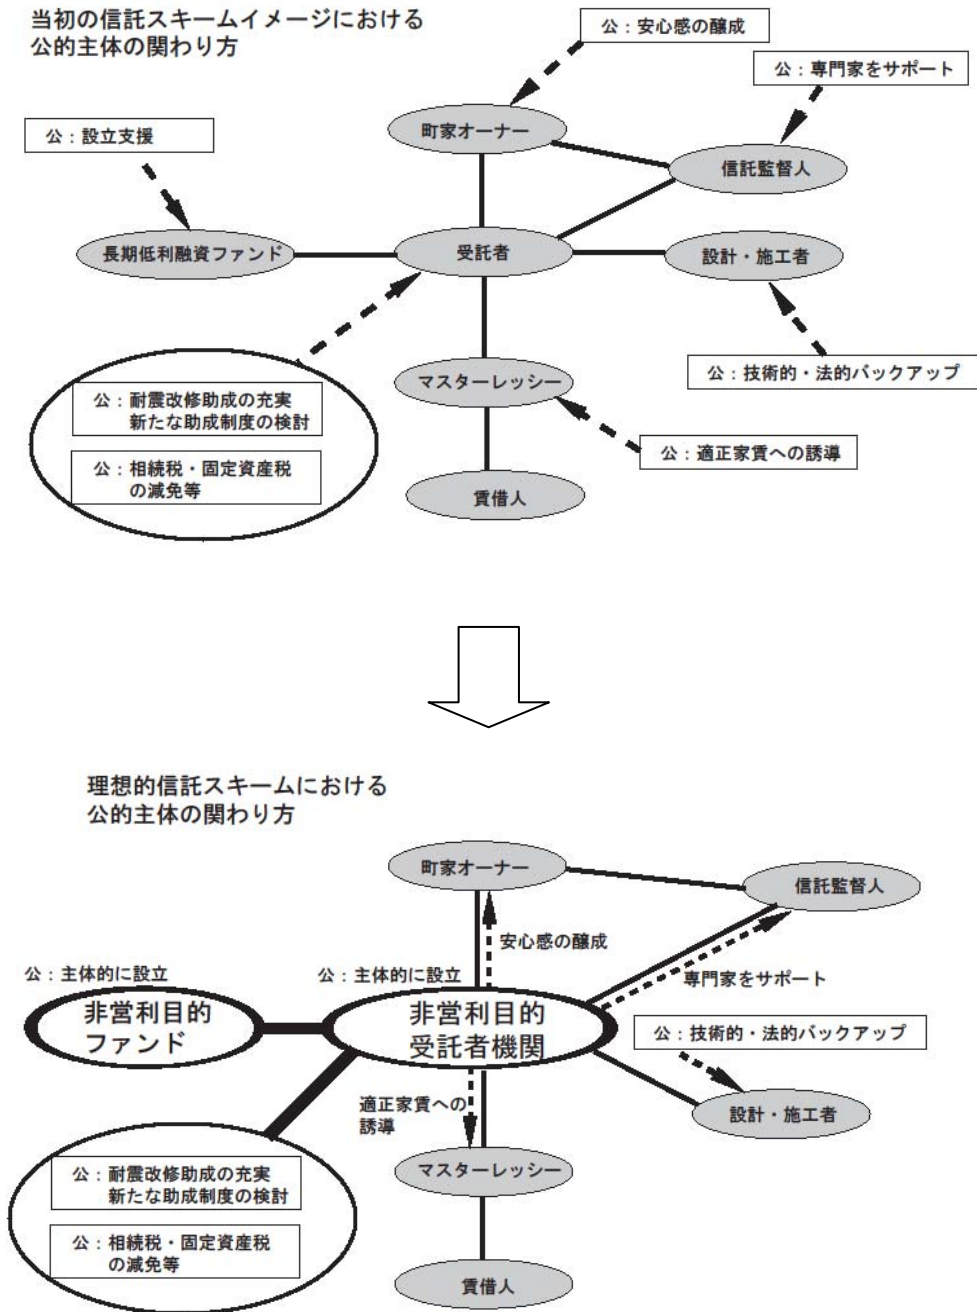 当初の信託スキームイメージにおける
公的主体の関わり方
公：安心感の醸成
公：専門家をサポート
町家オーナー
公：設立支援
信託監督人
長期低利融資ファンド
受託者
設計・施工者
マスターレッシー
公：技術的・法的バックアップ
公：耐震改修助成の充実
新たな助成制度の検討
公：適正家賃への誘導
公：相続税・固定資産税
の減免等
賃借人
理想的信託スキームにおける
公的主体の関わり方
町家オーナー
信託監督人
安心感の醸成
公：主体的に設立
公：主体的に設立
専門家をサポート
非営利目的
ファンド
非営利目的
受託者機関
公：技術的・法的バックアップ
適正家賃への
誘導
設計・施工者
マスターレッシー
公：耐震改修助成の充実
新たな助成制度の検討
公：相続税・固定資産税
の減免等
賃借人